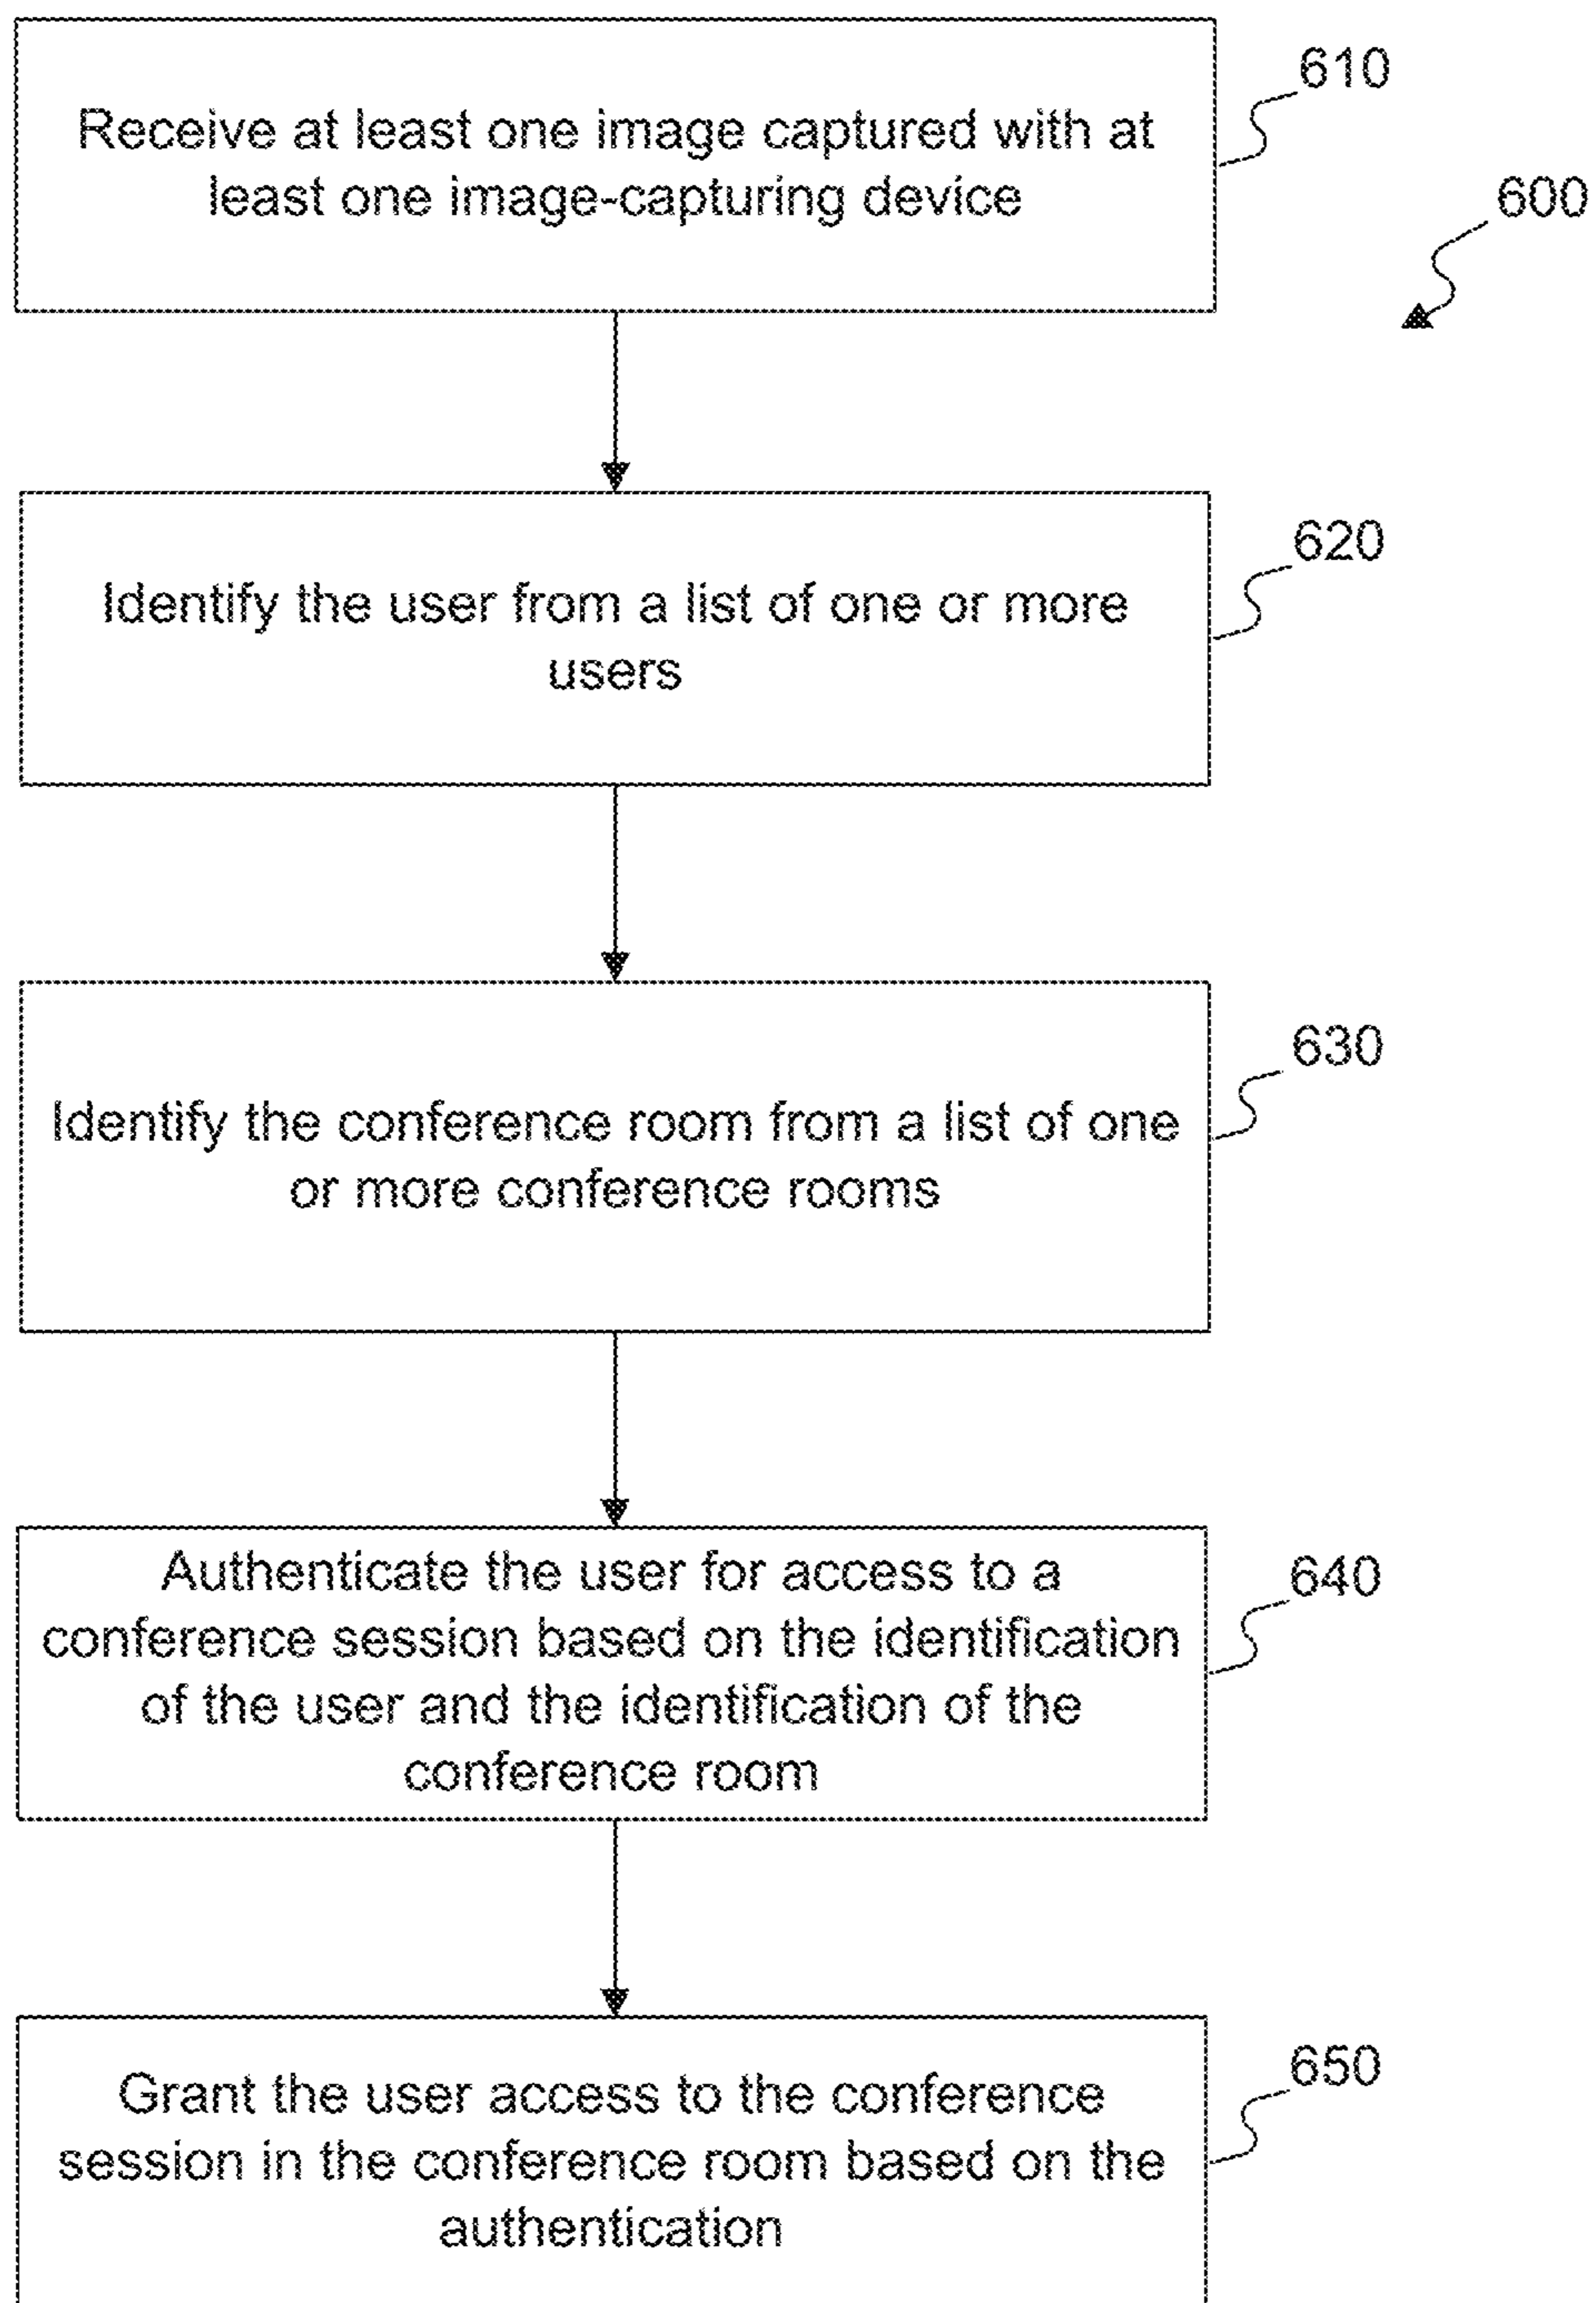 610
Receive at least one image captured with at
least one image-capturing device
600
620
Identify the user from a list of one or more
users
630
Identify the conference room from a list of one
or more conference rooms
640
Authenticate the user for access to a
conference session based on the identification
of the user and the identification of the
conference room
650
Grant the user access to the conference
session in the conference room based on the
authentication